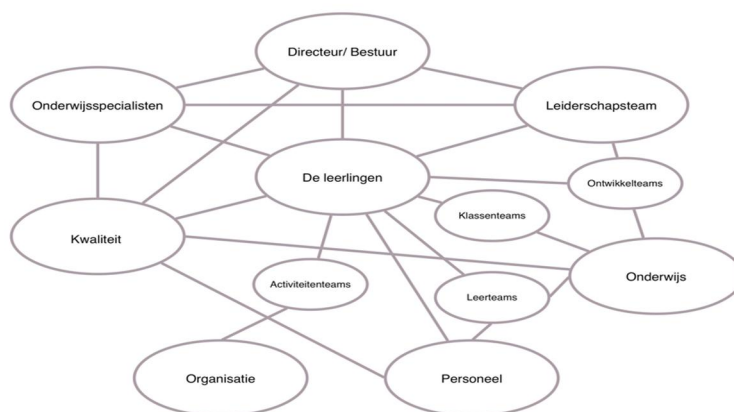 Directeur/ Bestuur
Onderwijsspecialisten
Leiderschapsteam
De leerlingen
Ontwikkelteams
Klassenteams
Kwaliteit
Onderwijs
Activiteitenteams
Leerteams
Organisatie
Personeel